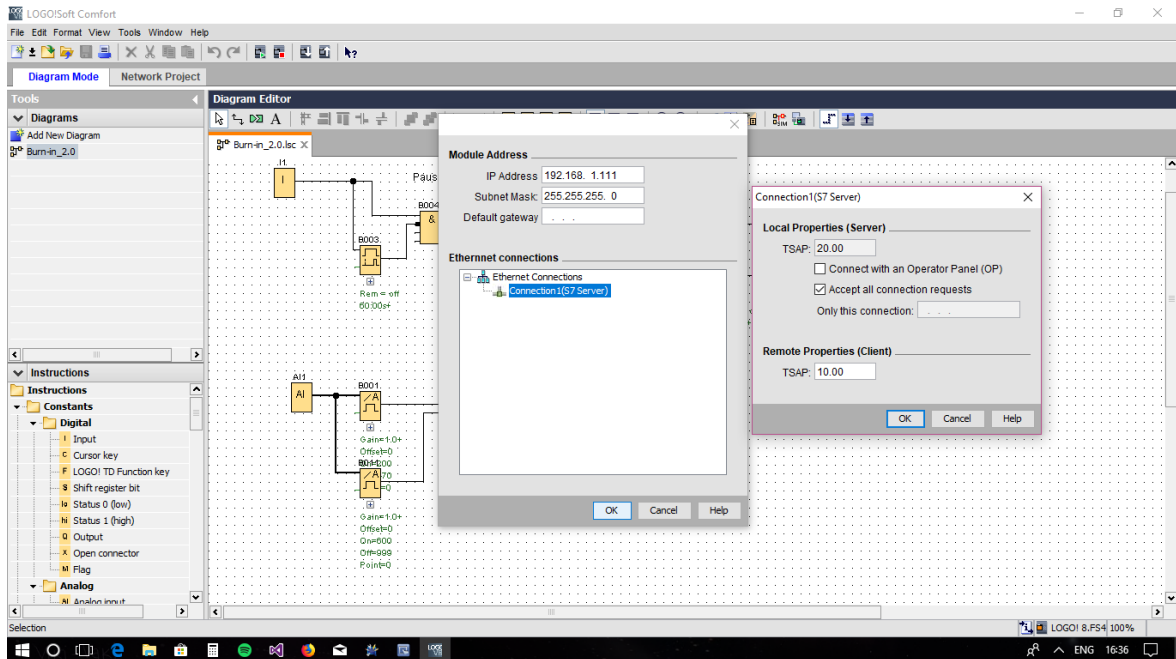 LOGO!Soft Comfort
File Edit Format View Tools Window Help
Diagram Mode Network Project
Tools
Diagrams
Add New Diagram
Burn-in_2.0
Diagram Editor
Burn-in_2.0.lsc
I1
I
Paus
B004
&
B003
Rem = off
60:00s+
AI1
AI
B001
/A
Gain=1.0+
Offset=0
/A
Gain=1.0+
Offset=0
On=600
Off=999
Point=0
Instructions
Instructions
Constants
Digital
I Input
C Cursor key
F LOGO! TD Function key
S Shift register bit
lo Status 0 (low)
hi Status 1 (high)
Q Output
X Open connector
M Flag
Analog
AI Analog input
Module Address
IP Address 192.168. 1.111
Subnet Mask: 255.255.255. 0
Default gateway . . .
Ethernnet connections
Ethernet Connections
Connection1(S7 Server)
OK Cancel Help
Connection1(S7 Server)
Local Properties (Server)
TSAP: 20.00
Connect with an Operator Panel (OP)
Accept all connection requests
Only this connection: . . .
Remote Properties (Client)
TSAP: 10.00
OK Cancel Help
Selection
LOGO! 8.FS4 100%
ENG 16:36